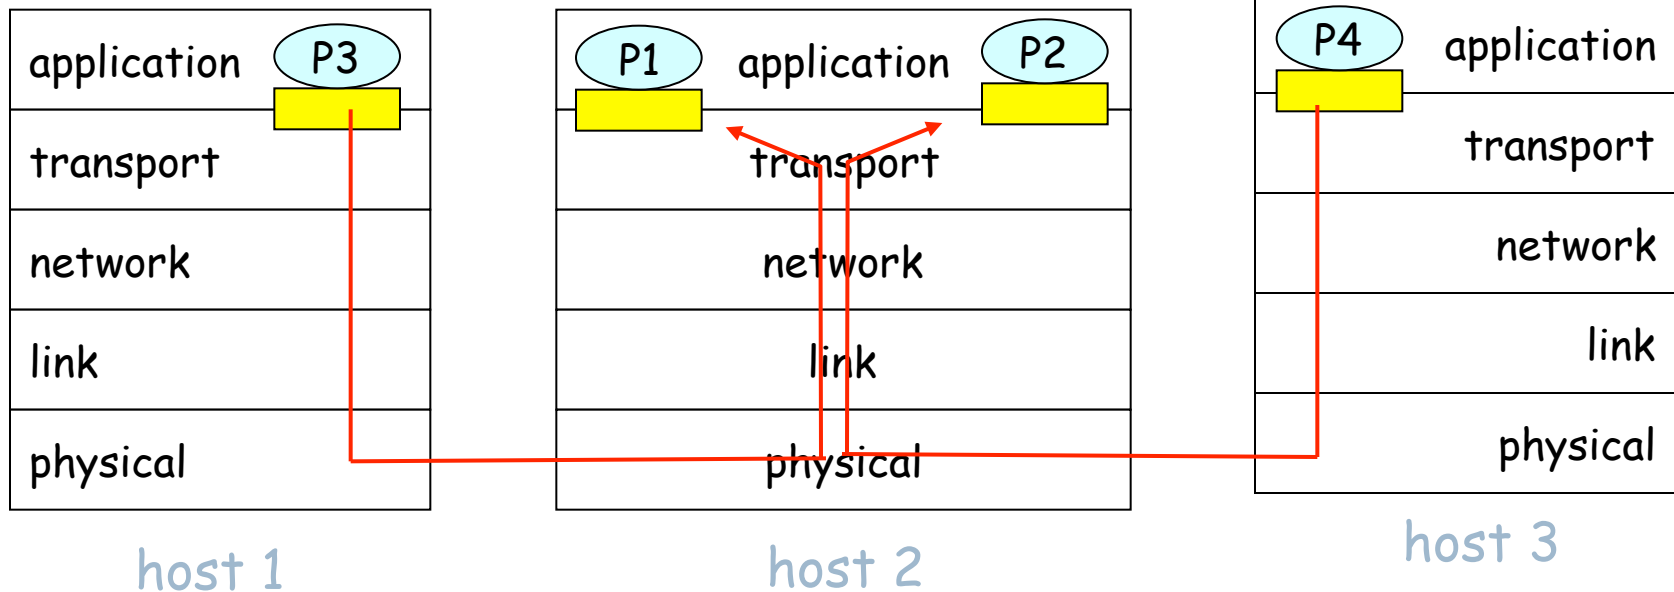 application P3
transport
network
link
physical
host 1
P1 application P2
transport
network
link
physical
host 2
P4 application
transport
network
link
physical
host 3